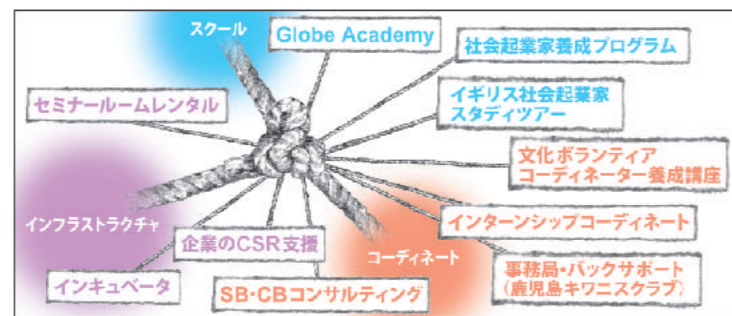 スクール
Globe Academy
社会起業家養成プログラム
セミナールームレンタル
イギリス社会起業家
スタディツアー
文化ボランティア
コーディネーター養成講座
インフラストラクチャ
企業のCSR支援
コーディネート
インターンシップコーディネート
インキュベータ
SB・CBコンサルティング
事務局・バックサポート
（鹿児島キワニスクラブ）